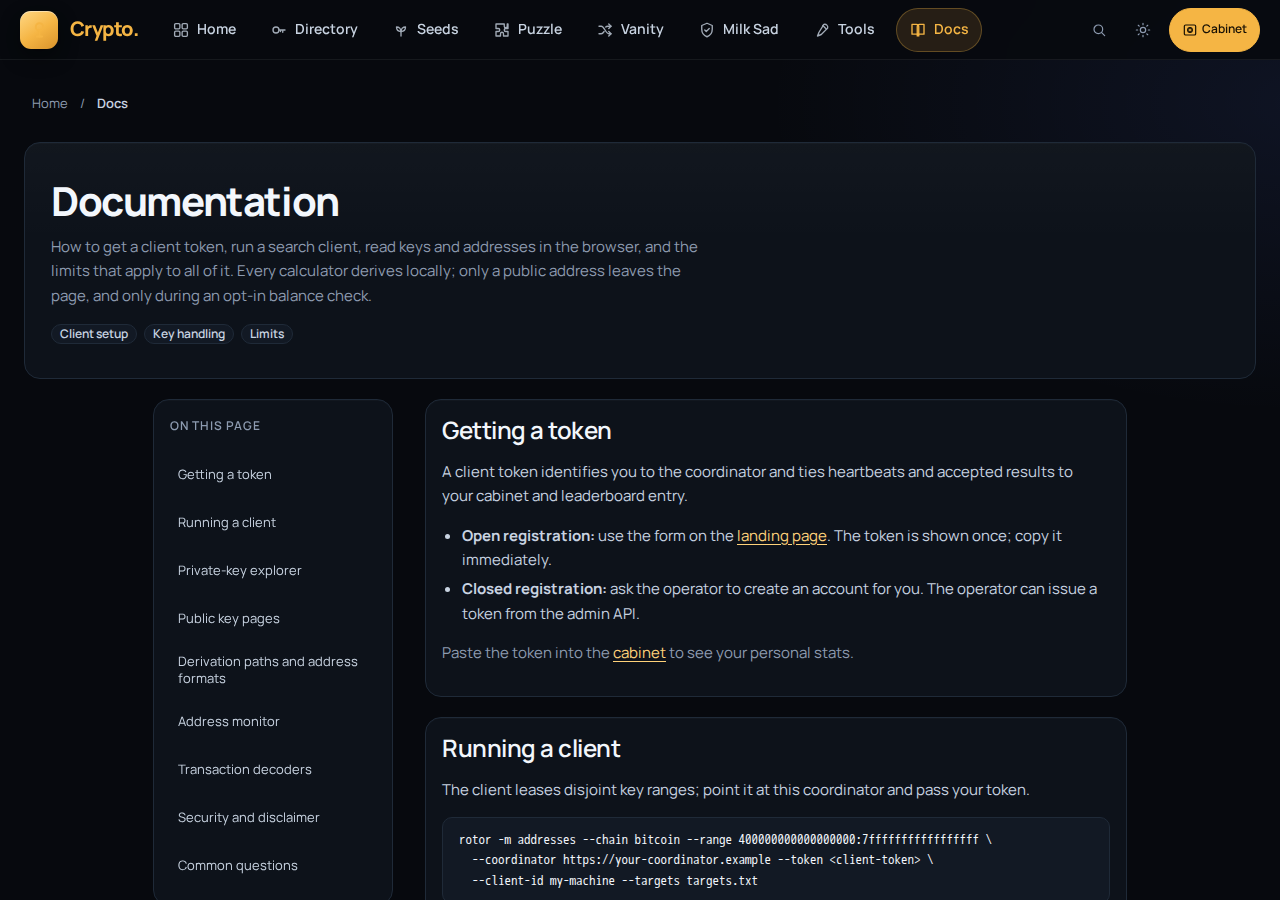 Crypto.
Home
Directory
Seeds
Puzzle
Vanity
Milk Sad
Tools
Docs
Cabinet
Home / Docs
Documentation
How to get a client token, run a search client, read keys and addresses in the browser, and the
limits that apply to all of it. Every calculator derives locally; only a public address leaves the
page, and only during an opt-in balance check.
Client setup
Key handling
Limits
ON THIS PAGE
Getting a token
Running a client
Private-key explorer
Public key pages
Derivation paths and address
formats
Address monitor
Transaction decoders
Security and disclaimer
Common questions
Getting a token
A client token identifies you to the coordinator and ties heartbeats and accepted results to
your cabinet and leaderboard entry.
• Open registration: use the form on the landing page. The token is shown once; copy it
immediately.
• Closed registration: ask the operator to create an account for you. The operator can issue a
token from the admin API.
Paste the token into the cabinet to see your personal stats.
Running a client
The client leases disjoint key ranges; point it at this coordinator and pass your token.
rotor -m addresses --chain bitcoin --range 400000000000000000:7fffffffffffffffff \
--coordinator https://your-coordinator.example --token <client-token> \
--client-id my-machine --targets targets.txt